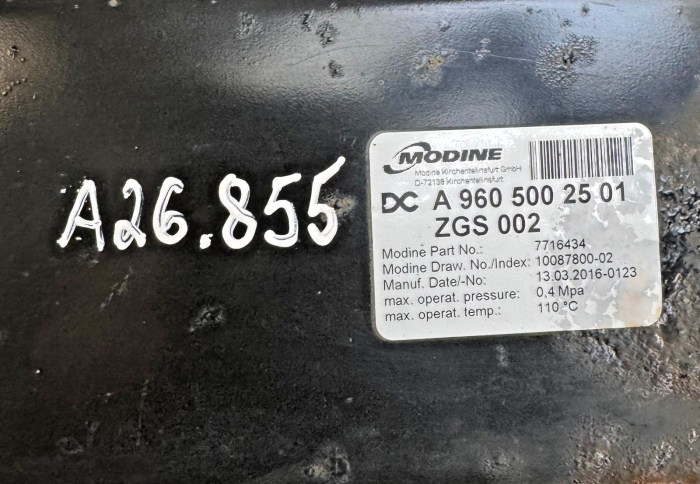 A26.855
MODINE
Modine Kirchentellinsfurt GmbH
D-72138 Kirchentellinsfurt
DC A 960 500 25 01
ZGS 002
Modine Part No.: 7716434
Modine Draw. No./Index: 10087800-02
Manuf. Date/-No: 13.03.2016-0123
max. operat. pressure: 0,4 Mpa
max. operat. temp.: 110 °C